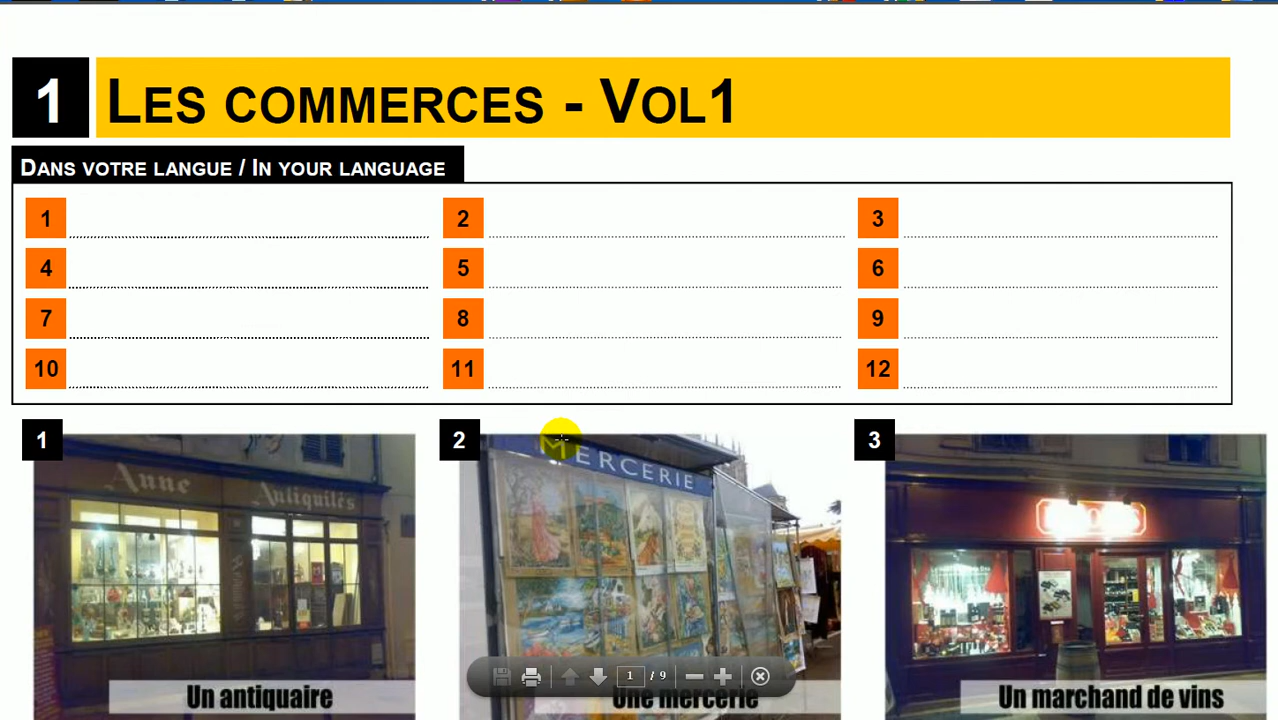 1 LES COMMERCES - VOL1
DANS VOTRE LANGUE / IN YOUR LANGUAGE
1 2 3
4 5 6
7 8 9
10 11 12
1 2 3
MERCERIE
Anne Antiquités
1 / 9
Un antiquaire
Une mercerie
Un marchand de vins